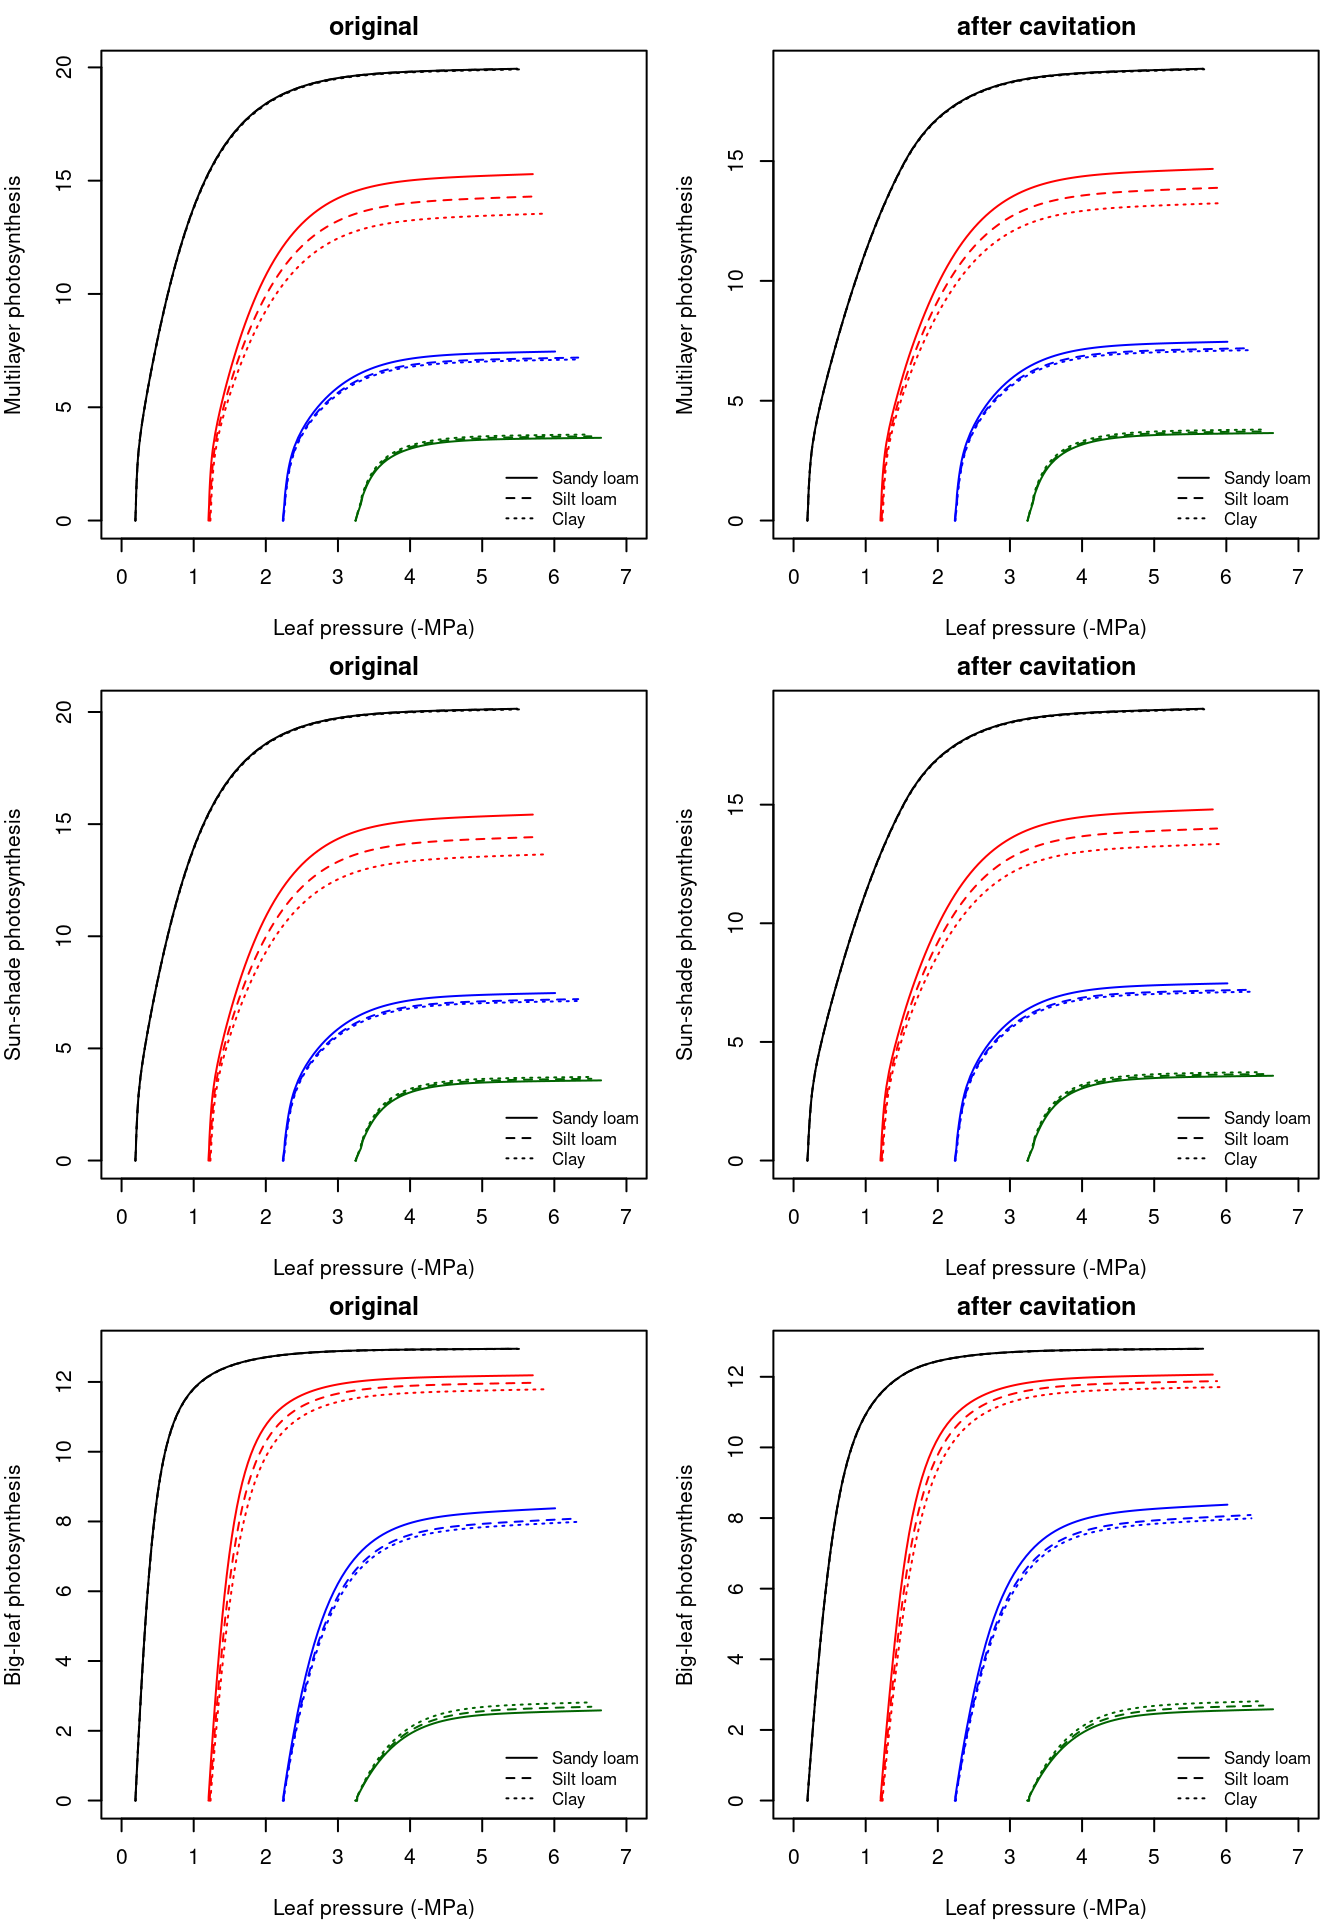 original
after cavitation
Multilayer photosynthesis
20
15
10
5
0
Sandy loam
Silt loam
Clay
0 1 2 3 4 5 6 7
Leaf pressure (-MPa)
Multilayer photosynthesis
15
10
5
0
Sandy loam
Silt loam
Clay
0 1 2 3 4 5 6 7
Leaf pressure (-MPa)
original
after cavitation
Sun-shade photosynthesis
20
15
10
5
0
Sandy loam
Silt loam
Clay
0 1 2 3 4 5 6 7
Leaf pressure (-MPa)
Sun-shade photosynthesis
15
10
5
0
Sandy loam
Silt loam
Clay
0 1 2 3 4 5 6 7
Leaf pressure (-MPa)
original
after cavitation
Big-leaf photosynthesis
12
10
8
6
4
2
0
Sandy loam
Silt loam
Clay
0 1 2 3 4 5 6 7
Leaf pressure (-MPa)
Big-leaf photosynthesis
12
10
8
6
4
2
0
Sandy loam
Silt loam
Clay
0 1 2 3 4 5 6 7
Leaf pressure (-MPa)